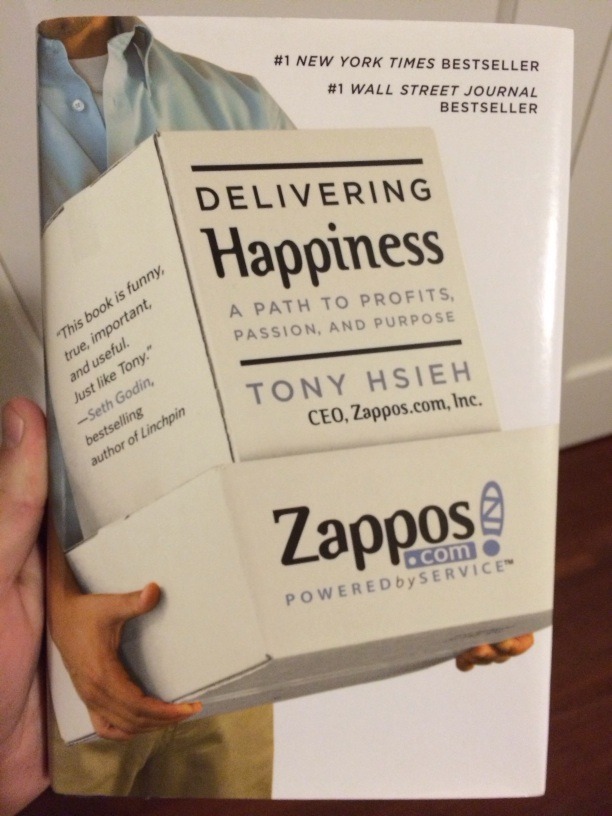 #1 NEW YORK TIMES BESTSELLER
#1 WALL STREET JOURNAL
BESTSELLER
DELIVERING
Happiness
A PATH TO PROFITS,
PASSION, AND PURPOSE
TONY HSIEH
CEO, Zappos.com, Inc.
"This book is funny,
true, important,
and useful.
Just like Tony."
—Seth Godin,
bestselling
author of Linchpin
Zappos
.com
POWERED by SERVICE™